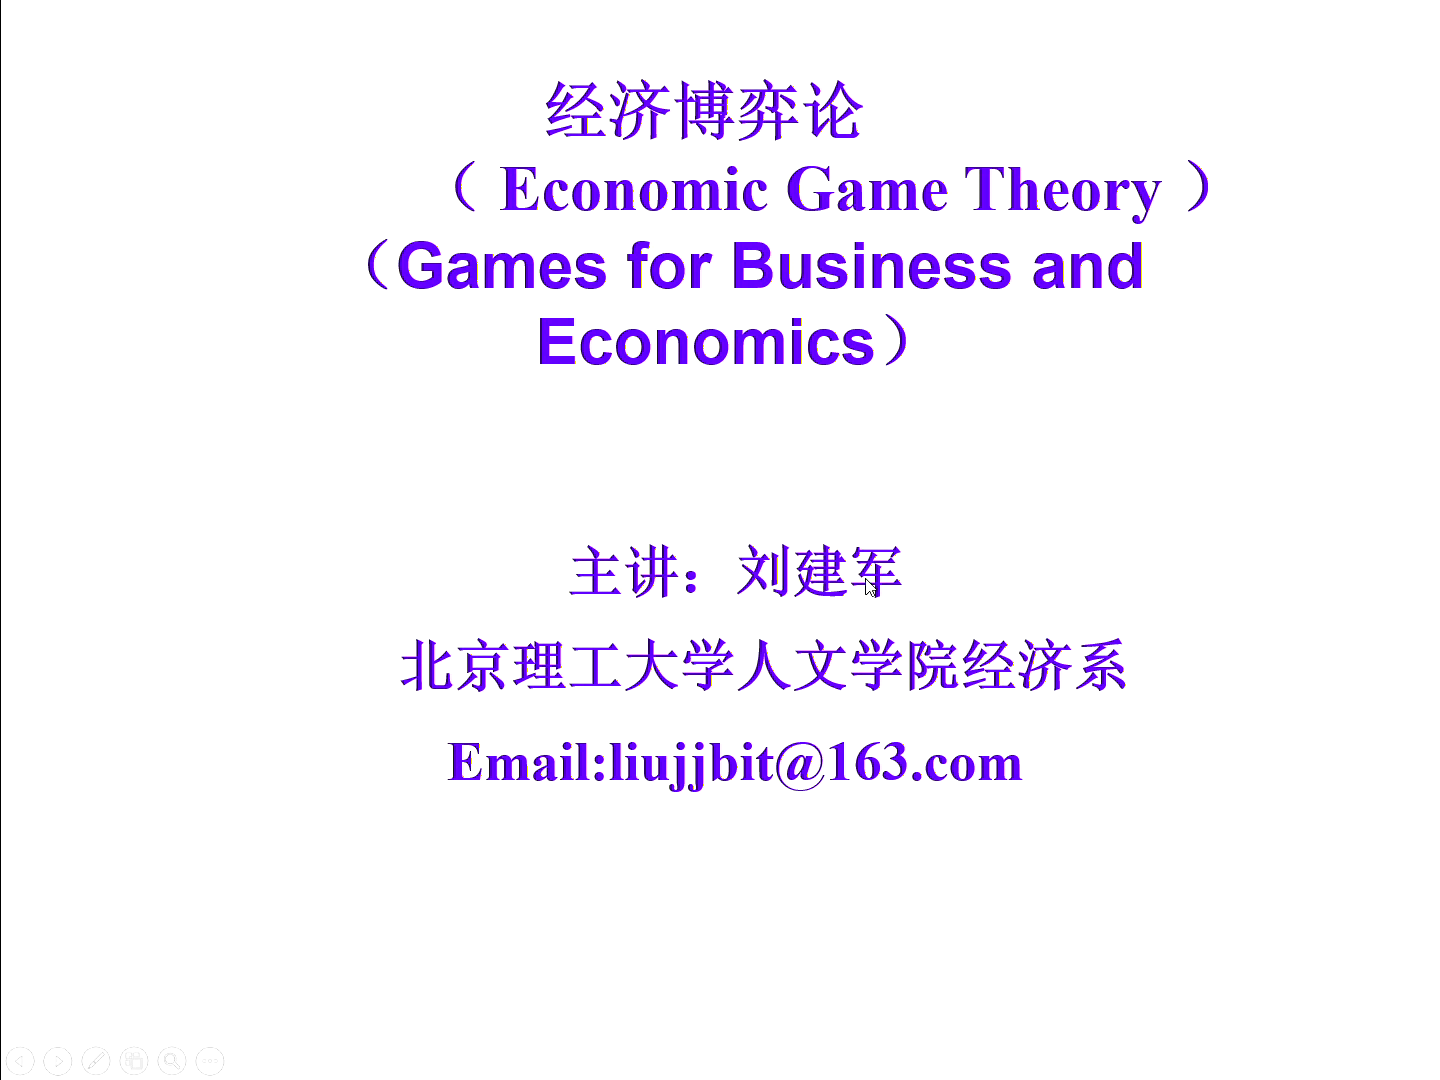 经济博弈论
（ Economic Game Theory ）
（Games for Business and
Economics）
主讲：刘建军
北京理工大学人文学院经济系
Email:liujjbit@163.com